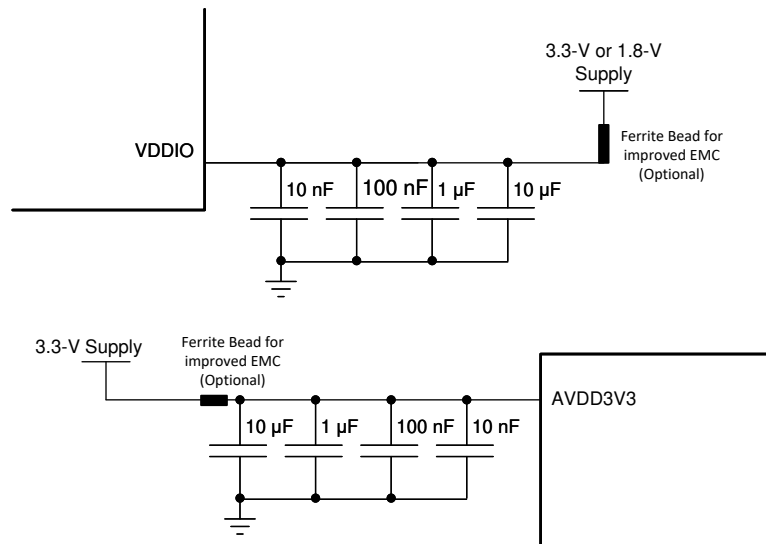 3.3-V or 1.8-V
Supply
VDDIO
Ferrite Bead for
improved EMC
(Optional)
10 nF
100 nF
1 µF
10 µF
3.3-V Supply
Ferrite Bead for
improved EMC
(Optional)
AVDD3V3
10 µF
1 µF
100 nF
10 nF